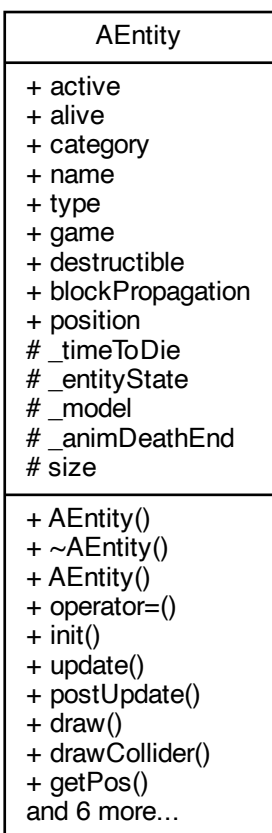 AEntity
+ active
+ alive
+ category
+ name
+ type
+ game
+ destructible
+ blockPropagation
+ position
# _timeToDie
# _entityState
# _model
# _animDeathEnd
# size
+ AEntity()
+ ~AEntity()
+ AEntity()
+ operator=()
+ init()
+ update()
+ postUpdate()
+ draw()
+ drawCollider()
+ getPos()
and 6 more...